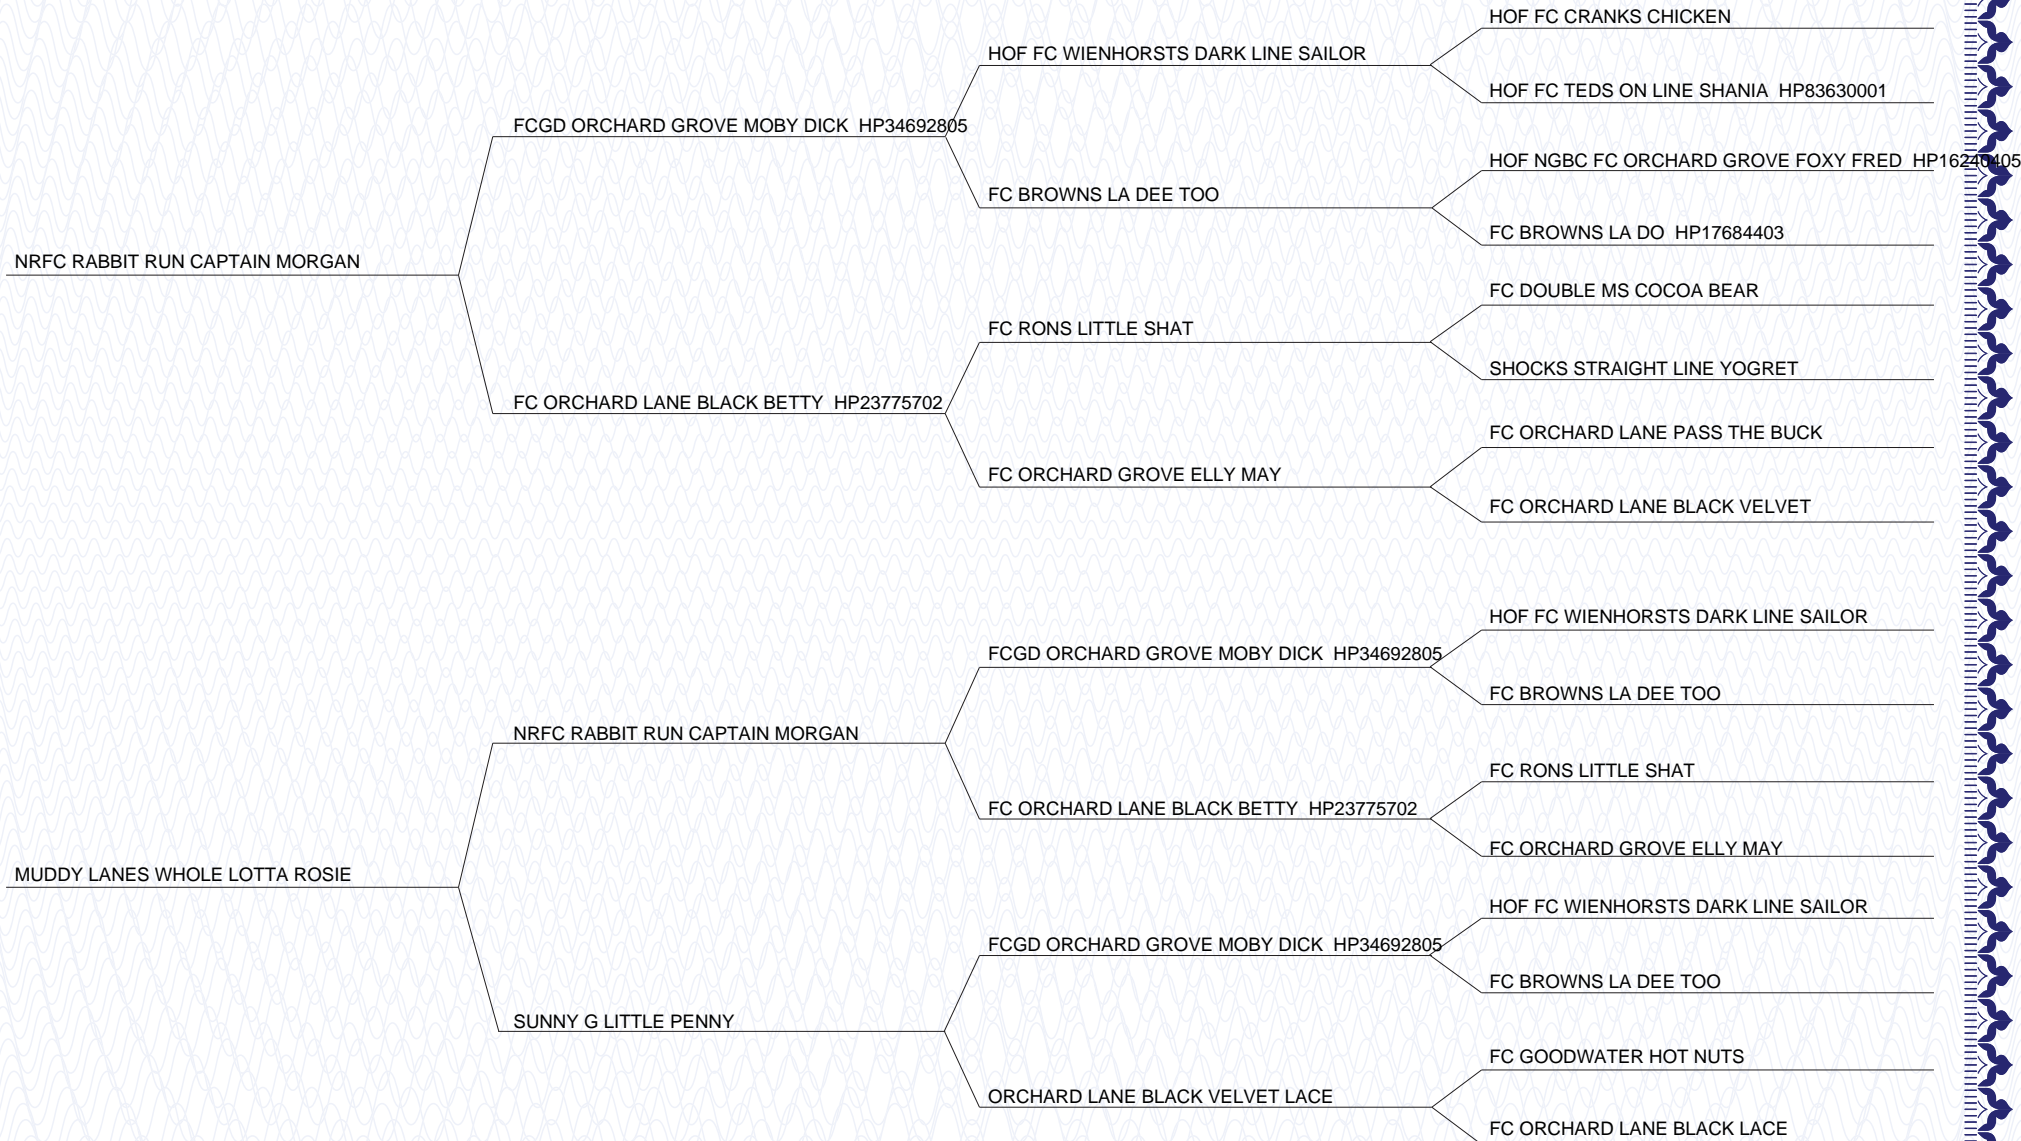 HOF FC CRANKS CHICKEN
HOF FC WIENHORSTS DARK LINE SAILOR
HOF FC TEDS ON LINE SHANIA HP83630001
FCGD ORCHARD GROVE MOBY DICK HP34692805
HOF NGBC FC ORCHARD GROVE FOXY FRED HP16240405
FC BROWNS LA DEE TOO
FC BROWNS LA DO HP17684403
NRFC RABBIT RUN CAPTAIN MORGAN
FC DOUBLE MS COCOA BEAR
FC RONS LITTLE SHAT
SHOCKS STRAIGHT LINE YOGRET
FC ORCHARD LANE BLACK BETTY HP23775702
FC ORCHARD LANE PASS THE BUCK
FC ORCHARD GROVE ELLY MAY
FC ORCHARD LANE BLACK VELVET
HOF FC WIENHORSTS DARK LINE SAILOR
FCGD ORCHARD GROVE MOBY DICK HP34692805
FC BROWNS LA DEE TOO
NRFC RABBIT RUN CAPTAIN MORGAN
FC RONS LITTLE SHAT
FC ORCHARD LANE BLACK BETTY HP23775702
FC ORCHARD GROVE ELLY MAY
MUDDY LANES WHOLE LOTTA ROSIE
HOF FC WIENHORSTS DARK LINE SAILOR
FCGD ORCHARD GROVE MOBY DICK HP34692805
FC BROWNS LA DEE TOO
SUNNY G LITTLE PENNY
FC GOODWATER HOT NUTS
ORCHARD LANE BLACK VELVET LACE
FC ORCHARD LANE BLACK LACE